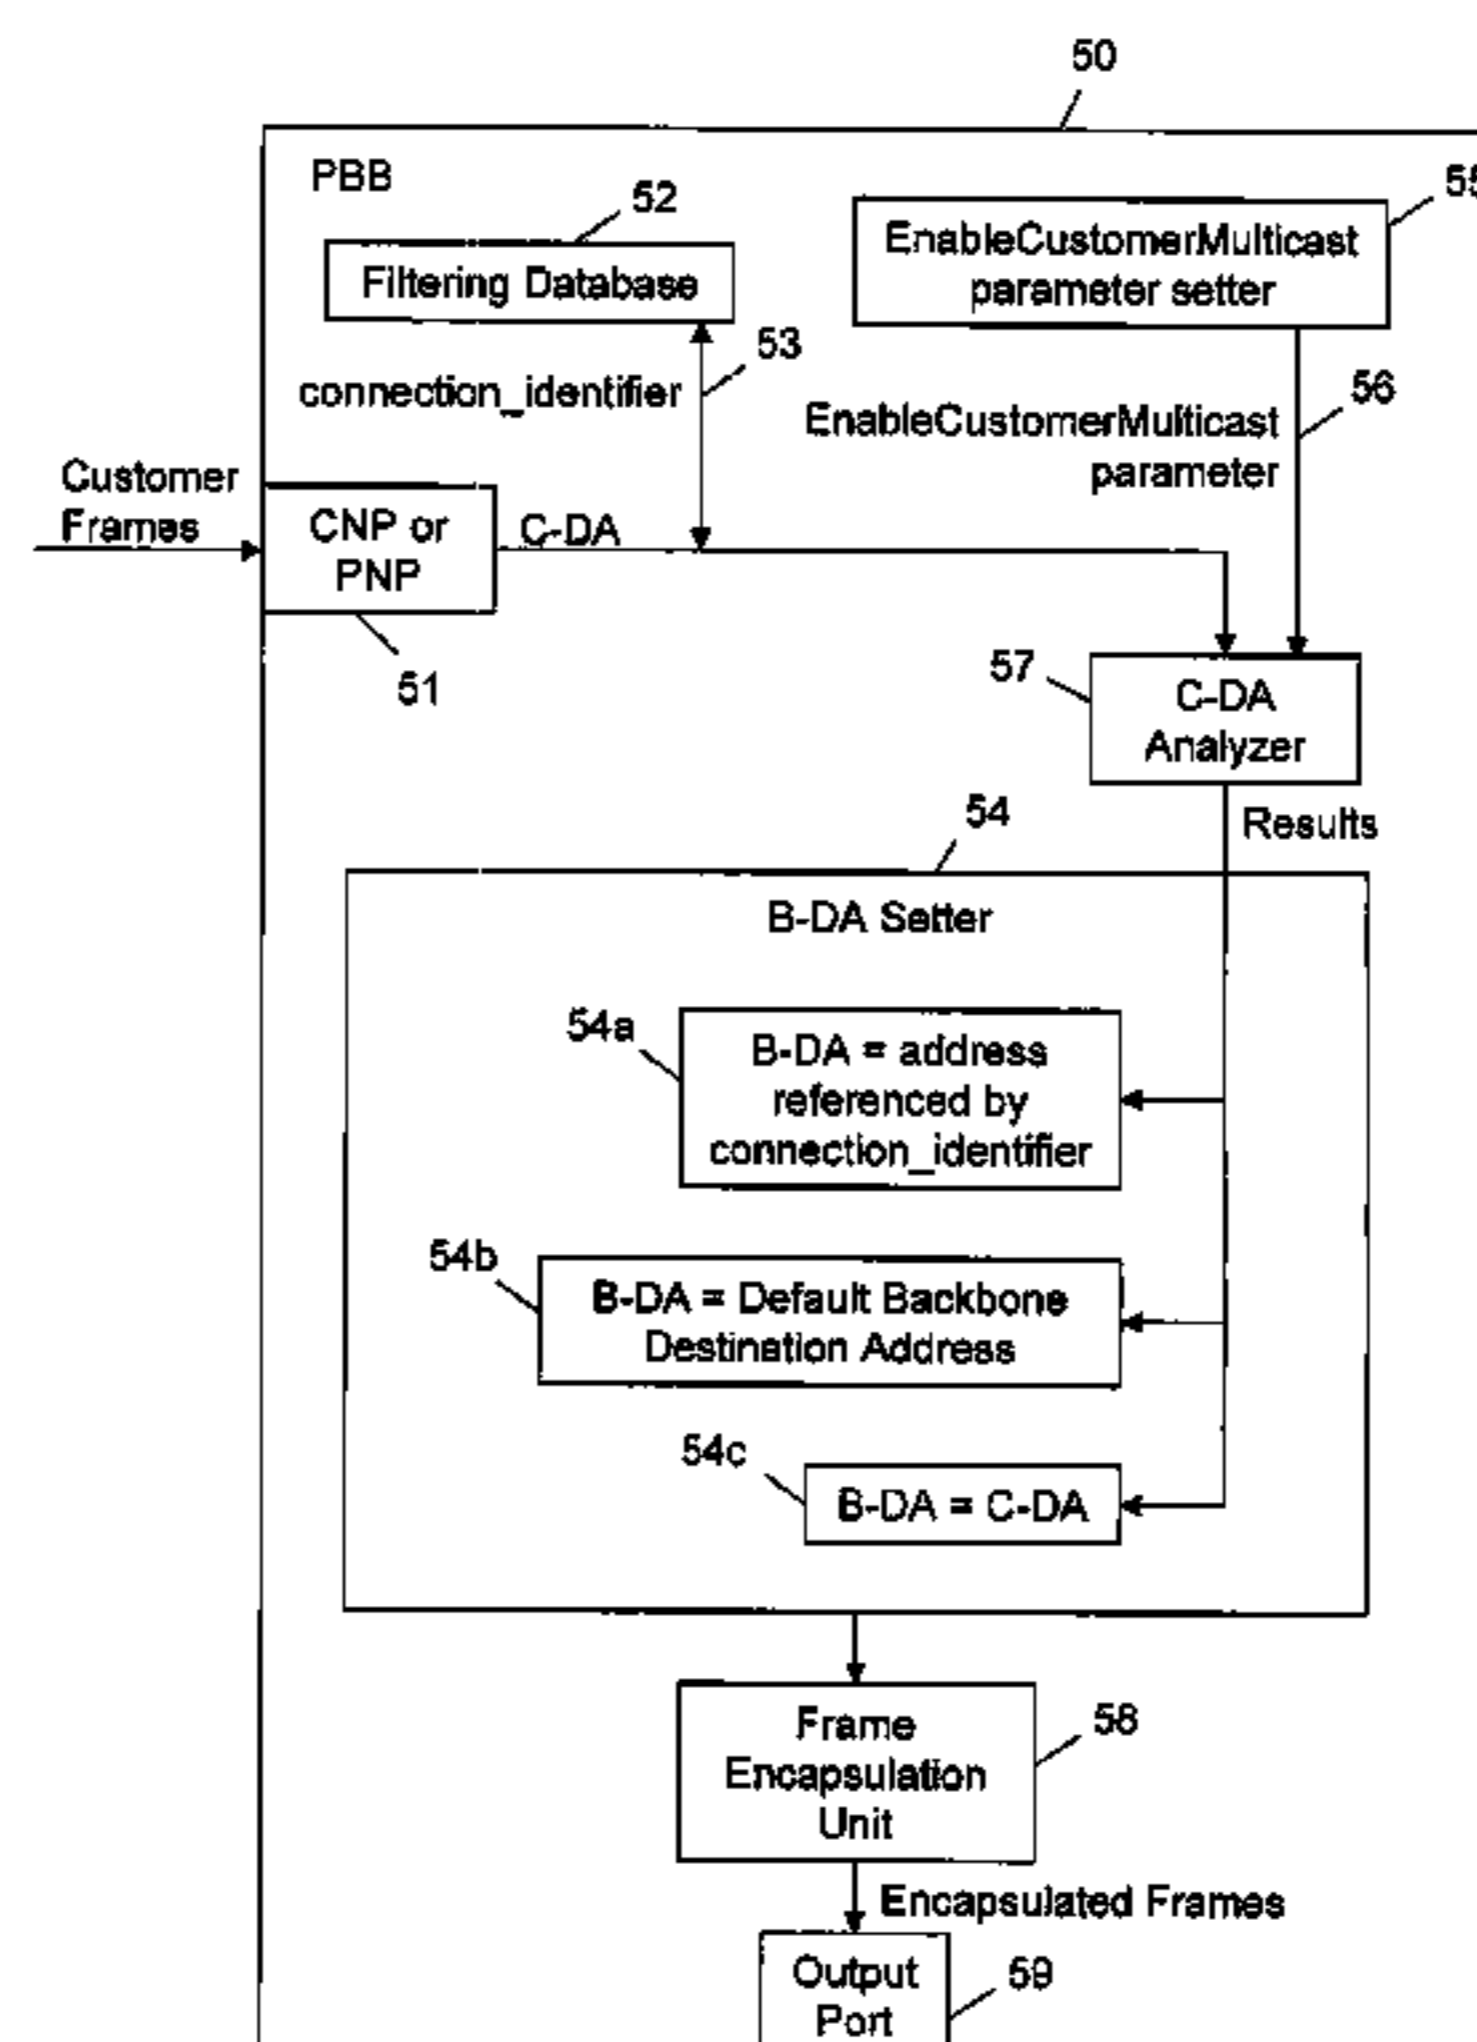 50
PBB
52
55
Filtering Database
EnableCustomerMulticast
parameter setter
53
connection_identifier
56
EnableCustomerMulticast
parameter
Customer
Frames
CNP or
PNP
C-DA
51
57
C-DA
Analyzer
Results
54
B-DA Setter
54a
B-DA = address
referenced by
connection_identifier
54b
B-DA = Default Backbone
Destination Address
54c
B-DA = C-DA
Frame
Encapsulation
Unit
58
Encapsulated Frames
Output
Port
59